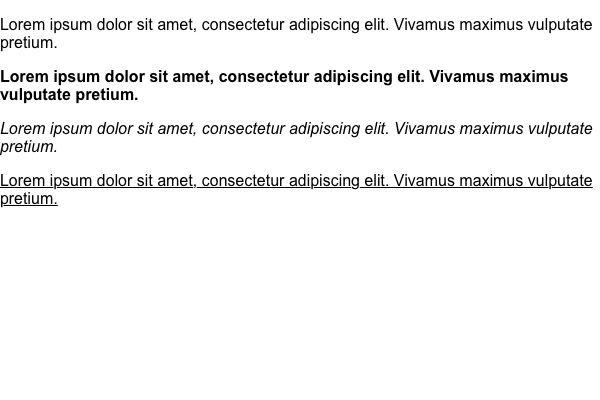 Lorem ipsum dolor sit amet, consectetur adipiscing elit. Vivamus maximus vulputate
pretium.
Lorem ipsum dolor sit amet, consectetur adipiscing elit. Vivamus maximus
vulputate pretium.
Lorem ipsum dolor sit amet, consectetur adipiscing elit. Vivamus maximus vulputate
pretium.
Lorem ipsum dolor sit amet, consectetur adipiscing elit. Vivamus maximus vulputate
pretium.